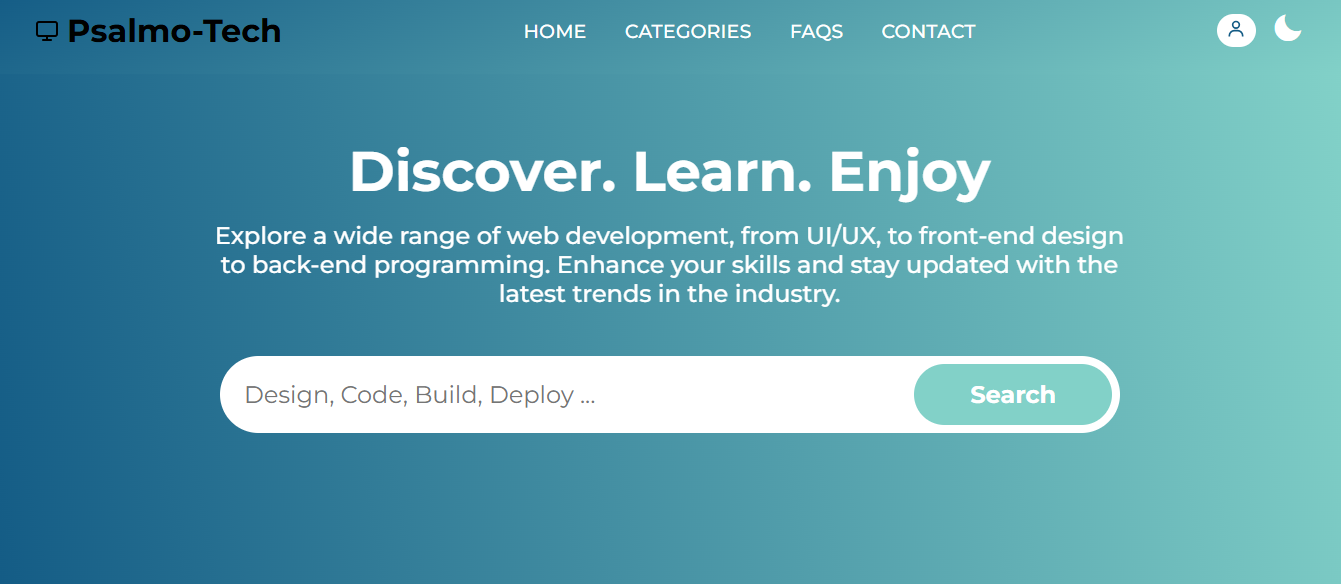 Psalmo-Tech
HOME
CATEGORIES
FAQS
CONTACT
Discover. Learn. Enjoy
Explore a wide range of web development, from UI/UX, to front-end design
to back-end programming. Enhance your skills and stay updated with the
latest trends in the industry.
Design, Code, Build, Deploy ...
Search